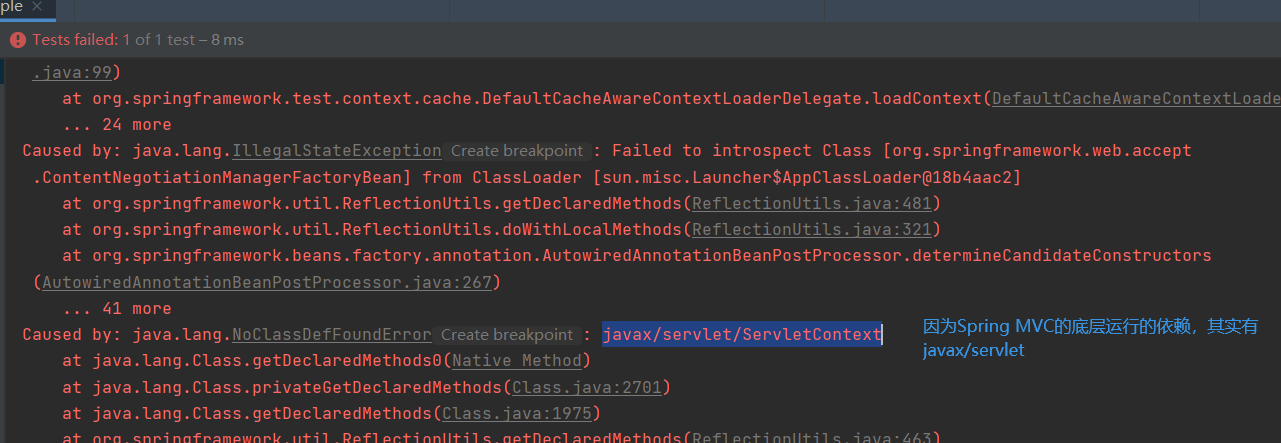 ple ×
Tests failed: 1 of 1 test – 8 ms
.java:99)
at org.springframework.test.context.cache.DefaultCacheAwareContextLoaderDelegate.loadContext(DefaultCacheAwareContextLoade
... 24 more
Caused by: java.lang.IllegalStateException Create breakpoint : Failed to introspect Class [org.springframework.web.accept
.ContentNegotiationManagerFactoryBean] from ClassLoader [sun.misc.Launcher$AppClassLoader@18b4aac2]
at org.springframework.util.ReflectionUtils.getDeclaredMethods(ReflectionUtils.java:481)
at org.springframework.util.ReflectionUtils.doWithLocalMethods(ReflectionUtils.java:321)
at org.springframework.beans.factory.annotation.AutowiredAnnotationBeanPostProcessor.determineCandidateConstructors
(AutowiredAnnotationBeanPostProcessor.java:267)
... 41 more
Caused by: java.lang.NoClassDefFoundError Create breakpoint : javax/servlet/ServletContext
因为Spring MVC的底层运行的依赖，其实有
javax/servlet
at java.lang.Class.getDeclaredMethods0(Native Method)
at java.lang.Class.privateGetDeclaredMethods(Class.java:2701)
at java.lang.Class.getDeclaredMethods(Class.java:1975)
at org.springframework.util.ReflectionUtils.getDeclaredMethods(ReflectionUtils.java:463)